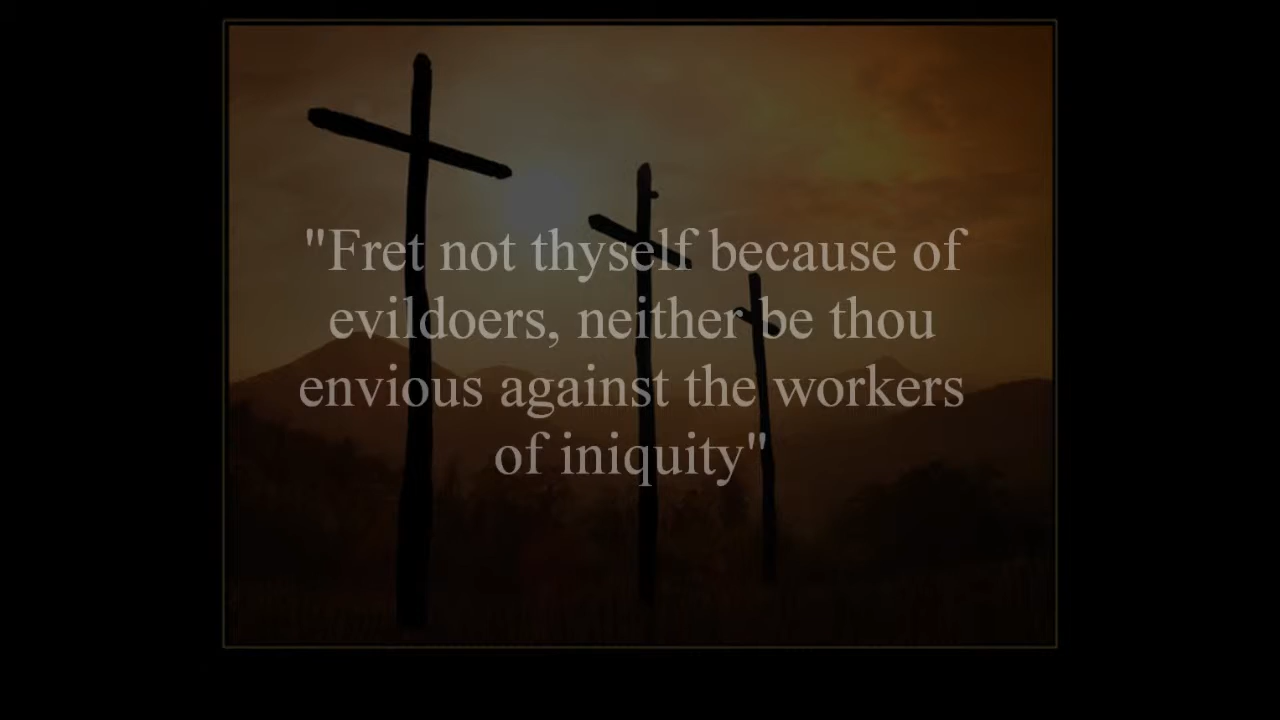 "Fret not thyself because of
evildoers, neither be thou
envious against the workers
of iniquity"